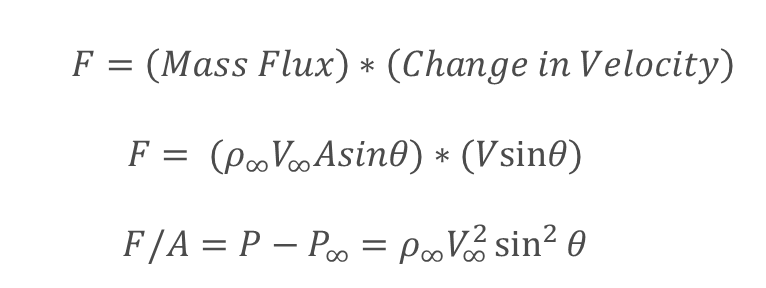 F = (Mass Flux) * (Change in Velocity)
F = (ρ∞V∞Asinθ) * (Vsinθ)
F/A = P − P∞ = ρ∞V∞² sin² θ